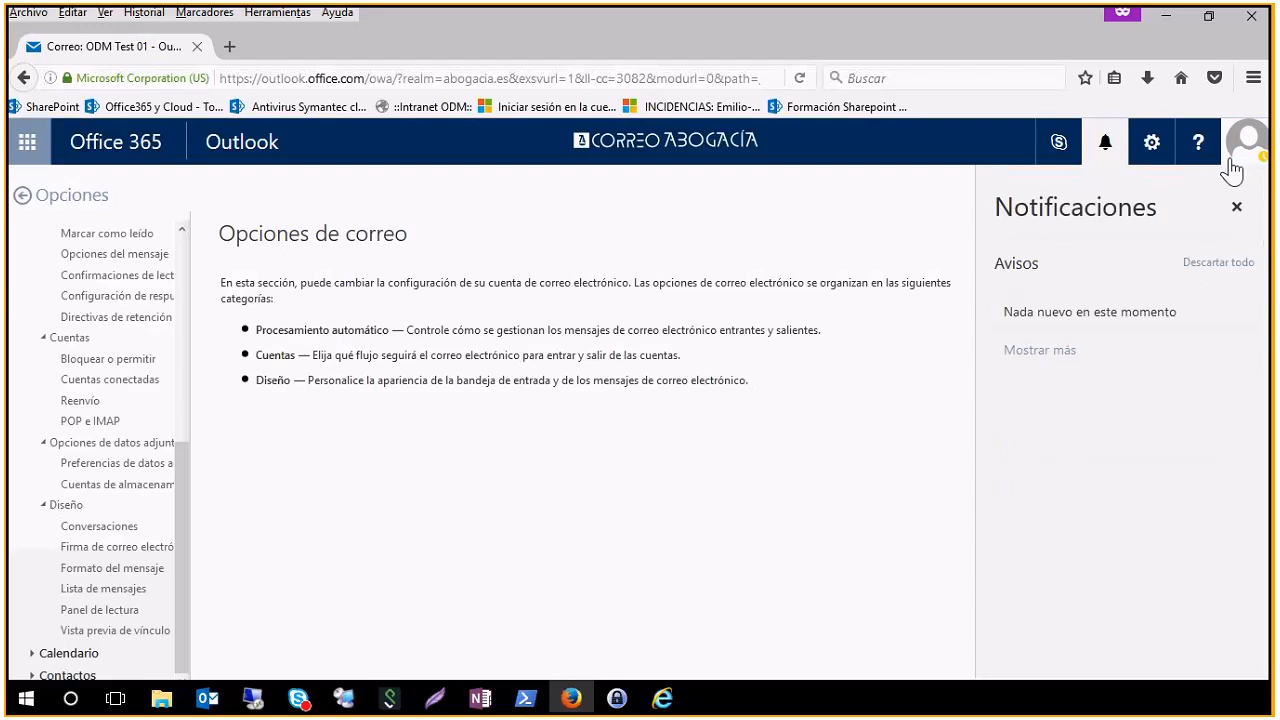 Archivo Editar Ver Historial Marcadores Herramientas Ayuda
Correo: ODM Test 01 - Ou...
Microsoft Corporation (US) https://outlook.office.com/owa/?realm=abogacia.es&exsvurl=1&ll-cc=3082&modurl=0&path=_ Buscar
SharePoint Office365 y Cloud - To... Antivirus Symantec cl... ::Intranet ODM:: Iniciar sesión en la cue... INCIDENCIAS: Emilio-... Formación Sharepoint ...
Office 365 Outlook CORREO ABOGACÍA ?
Opciones
Marcar como leído
Opciones del mensaje
Confirmaciones de lect
Configuración de respu
Directivas de retención
Cuentas
Bloquear o permitir
Cuentas conectadas
Reenvío
POP e IMAP
Opciones de datos adjunt
Preferencias de datos a
Cuentas de almacenam
Diseño
Conversaciones
Firma de correo electró
Formato del mensaje
Lista de mensajes
Panel de lectura
Vista previa de vínculo
Calendario
Contactos
Opciones de correo
En esta sección, puede cambiar la configuración de su cuenta de correo electrónico. Las opciones de correo electrónico se organizan en las siguientes
categorías:
Procesamiento automático — Controle cómo se gestionan los mensajes de correo electrónico entrantes y salientes.
Cuentas — Elija qué flujo seguirá el correo electrónico para entrar y salir de las cuentas.
Diseño — Personalice la apariencia de la bandeja de entrada y de los mensajes de correo electrónico.
Notificaciones
Avisos Descartar todo
Nada nuevo en este momento
Mostrar más